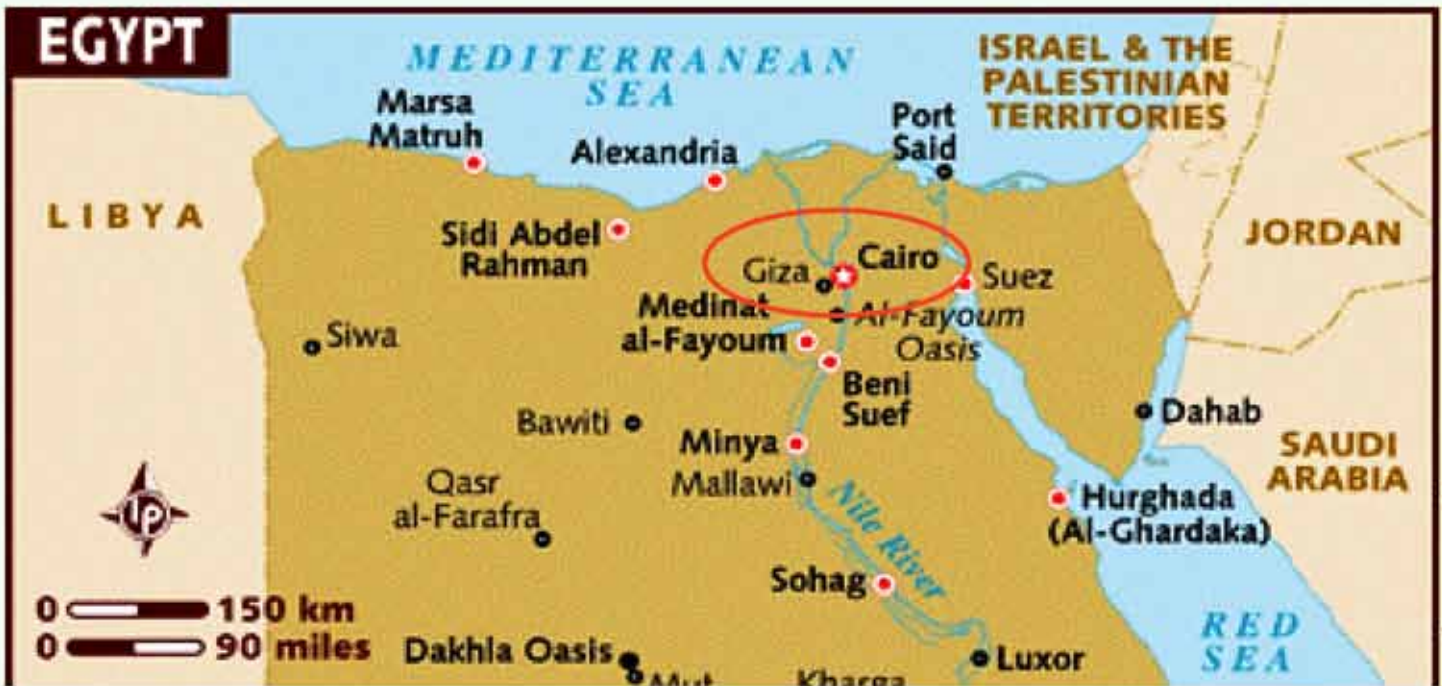 EGYPT
MEDITERRANEAN
SEA
ISRAEL & THE
PALESTINIAN
TERRITORIES
Marsa
Matruh
Alexandria
Port
Said
LIBYA
JORDAN
Sidi Abdel
Rahman
Giza
Cairo
Suez
Medinat
al-Fayoum
Al-Fayoum
Oasis
Siwa
Beni
Suef
Bawiti
Dahab
Minya
Mallawi
SAUDI
ARABIA
Qasr
al-Farafra
Nile River
Hurghada
(Al-Ghardaka)
LP
Sohag
0 150 km
0 90 miles
RED
SEA
Dakhla Oasis
Luxor
Mut
Kharga